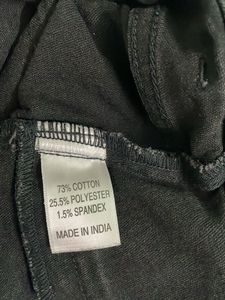 73% COTTON
25.5% POLYESTER
1.5% SPANDEX
MADE IN INDIA